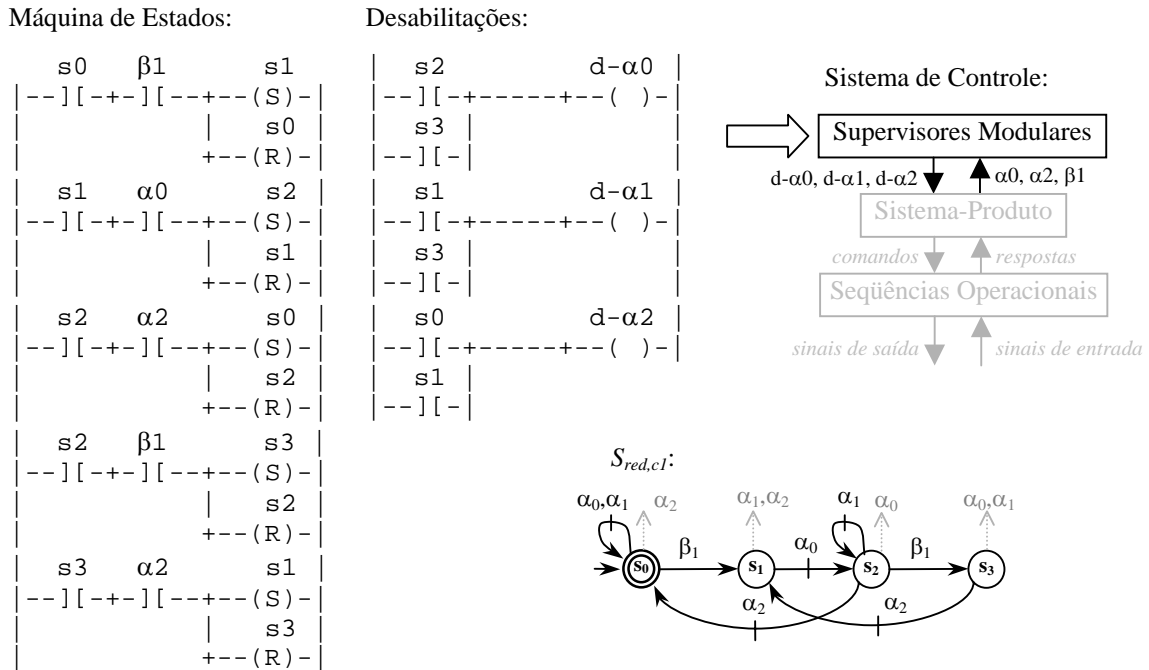 Máquina de Estados:
s0 β1 s1
|--][-+-][--+--(S)-|
| | s0 |
| +--(R)-|
s1 α0 s2
|--][-+-][--+--(S)-|
| | s1 |
| +--(R)-|
s2 α2 s0
|--][-+-][--+--(S)-|
| | s2 |
| +--(R)-|
s2 β1 s3
|--][-+-][--+--(S)-|
| | s2 |
| +--(R)-|
s3 α2 s1
|--][-+-][--+--(S)-|
| | s3 |
| +--(R)-|
Desabilitações:
| s2 d-α0 |
|--][-+-----+--( )-|
| s3 |
|--][-|
s1 d-α1
|--][-+-----+--( )-|
| s3 |
|--][-|
s0 d-α2
|--][-+-----+--( )-|
| s1 |
|--][-|
Sistema de Controle:
Supervisores Modulares
d-α0, d-α1, d-α2 α0, α2, β1
Sistema-Produto
comandos respostas
Seqüências Operacionais
sinais de saída sinais de entrada
S_red,c1:
α₀,α₁ α₂ α₁,α₂ α₁ α₀ α₀,α₁
β₁ α₀ β₁
s₀ s₁ s₂ s₃
α₂ α₂